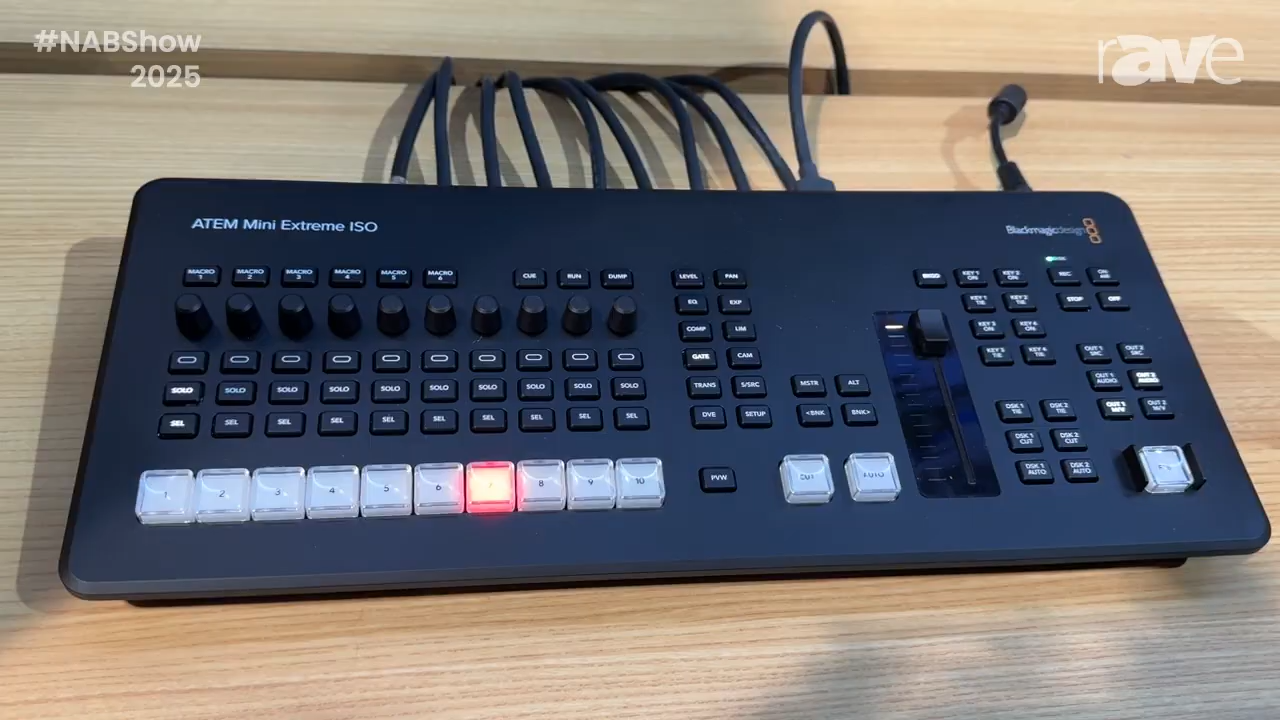 #NABShow
2025
rave
ATEM Mini Extreme ISO
Blackmagicdesign
MACRO 1 MACRO 2 MACRO 3 MACRO 4 MACRO 5 MACRO 6 CUE RUN DUMP
LEVEL PAN
EQ EXP
COMP LIM
GATE CAM
TRANS S/SRC
DVE SETUP
MSTR ALT
<BNK BNK>
KEY 1 ON KEY 2 ON
KEY 1 TIE KEY 2 TIE
KEY 3 ON KEY 4 ON
KEY 3 TIE KEY 4 TIE
REC ON AIR
STOP OFF
OUT 1 SRC OUT 2 SRC
OUT 1 AUDIO OUT 2 AUDIO
OUT 1 M/V OUT 2 M/V
DSK 1 TIE DSK 2 TIE
DSK 1 CUT DSK 2 CUT
DSK 1 AUTO DSK 2 AUTO
SOLO SOLO SOLO SOLO SOLO SOLO SOLO SOLO SOLO SOLO
SEL SEL SEL SEL SEL SEL SEL SEL SEL SEL
1 2 3 4 5 6 7 8 9 10
PVW CUT AUTO